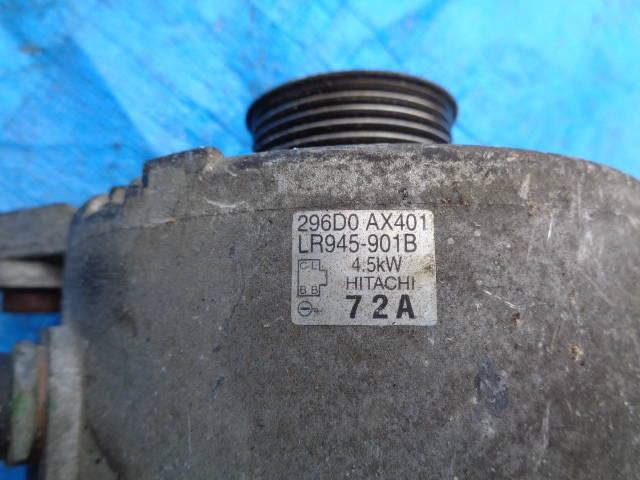 296D0 AX401
LR945-901B
C L 4.5kW
B B HITACHI
⊖+ 72A